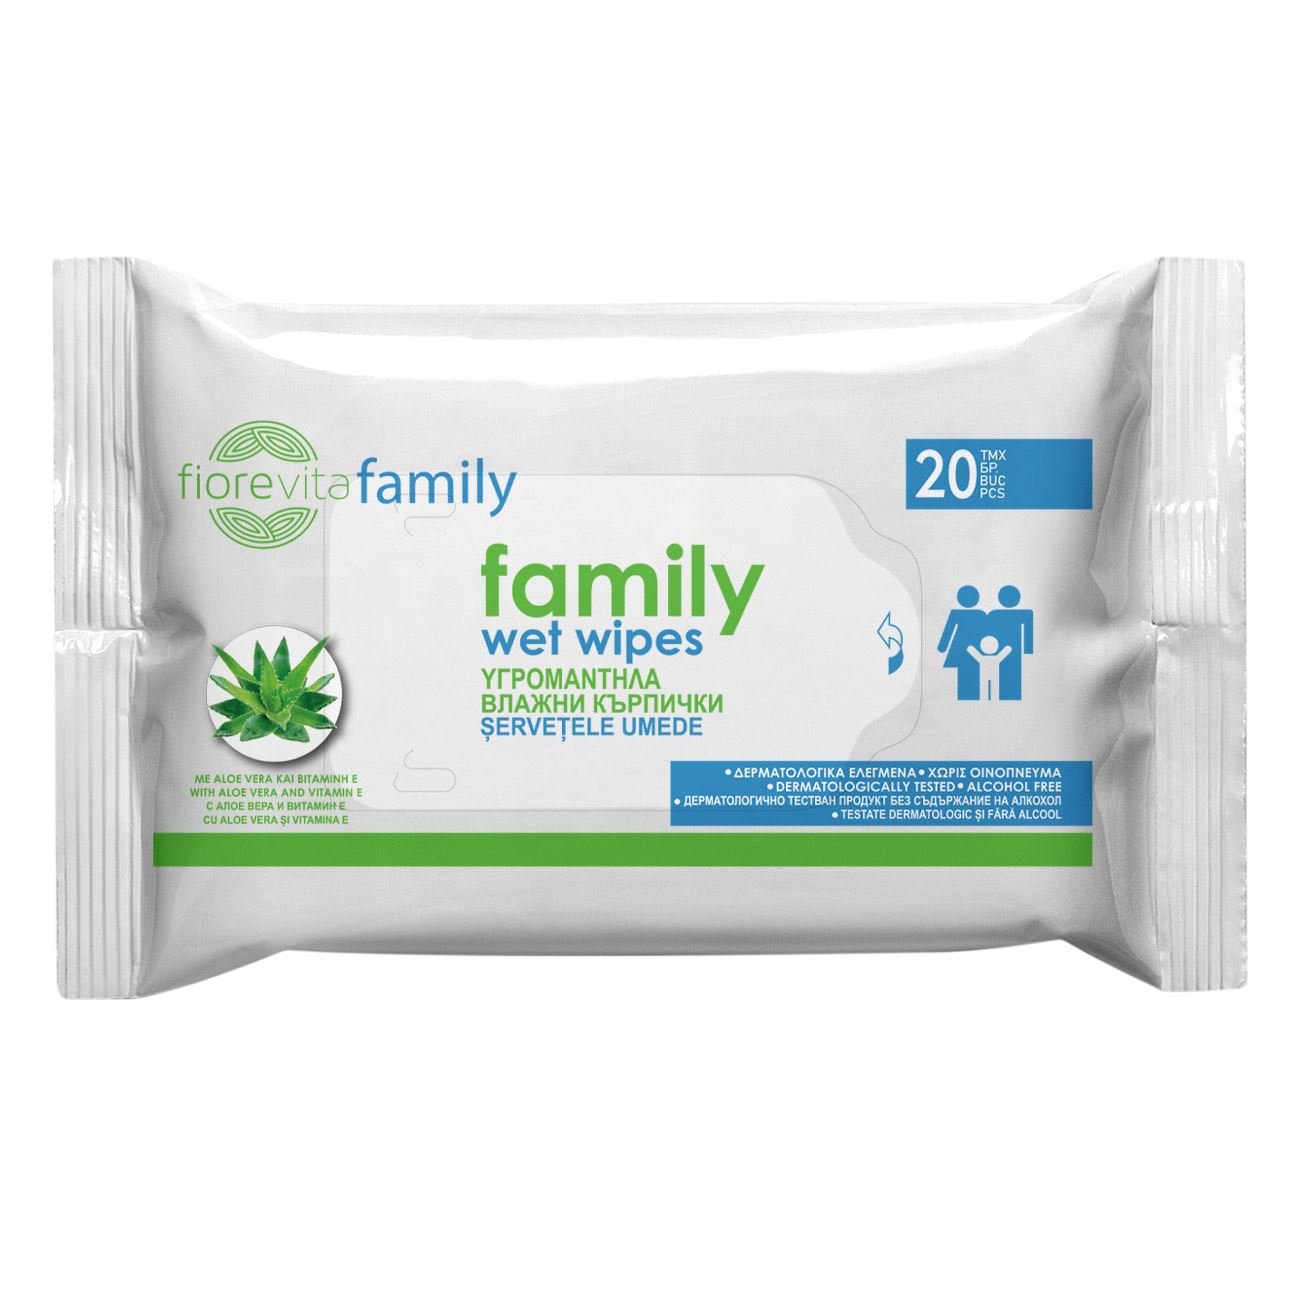 fiorevita family
20 ΤΜΧ
БР.
BUC
PCS
family
wet wipes
ΥΓΡΟΜΑΝΤΗΛΑ
ВЛАЖНИ КЪРПИЧКИ
ȘERVEȚELE UMEDE
ΜΕ ALOE VERA ΚΑΙ ΒΙΤΑΜΙΝΗ Ε
WITH ALOE VERA AND VITAMIN E
С АЛОЕ ВЕРА И ВИТАМИН Е
CU ALOE VERA ȘI VITAMINA E
• ΔΕΡΜΑΤΟΛΟΓΙΚΑ ΕΛΕΓΜΕΝΑ • ΧΩΡΙΣ ΟΙΝΟΠΝΕΥΜΑ
• DERMATOLOGICALLY TESTED • ALCOHOL FREE
• ДЕРМАТОЛОГИЧНО ТЕСТВАН ПРОДУКТ БЕЗ СЪДЪРЖАНИЕ НА АЛКОХОЛ
• TESTATE DERMATOLOGIC ȘI FĂRĂ ALCOOL